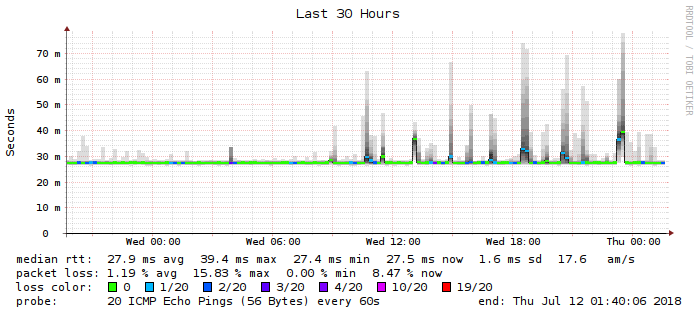 Last 30 Hours
RRDTOOL / TOBI OETIKER
Seconds
70 m
60 m
50 m
40 m
30 m
20 m
10 m
0
Wed 00:00 Wed 06:00 Wed 12:00 Wed 18:00 Thu 00:00
median rtt: 27.9 ms avg 39.4 ms max 27.4 ms min 27.5 ms now 1.6 ms sd 17.6 am/s
packet loss: 1.19 % avg 15.83 % max 0.00 % min 8.47 % now
loss color: 0 1/20 2/20 3/20 4/20 10/20 19/20
probe: 20 ICMP Echo Pings (56 Bytes) every 60s end: Thu Jul 12 01:40:06 2018